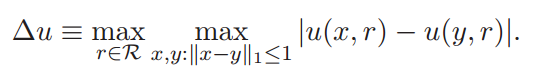 Δu ≡ max_{r∈ℛ} max_{x,y:‖x−y‖₁≤1} |u(x, r) − u(y, r)|.